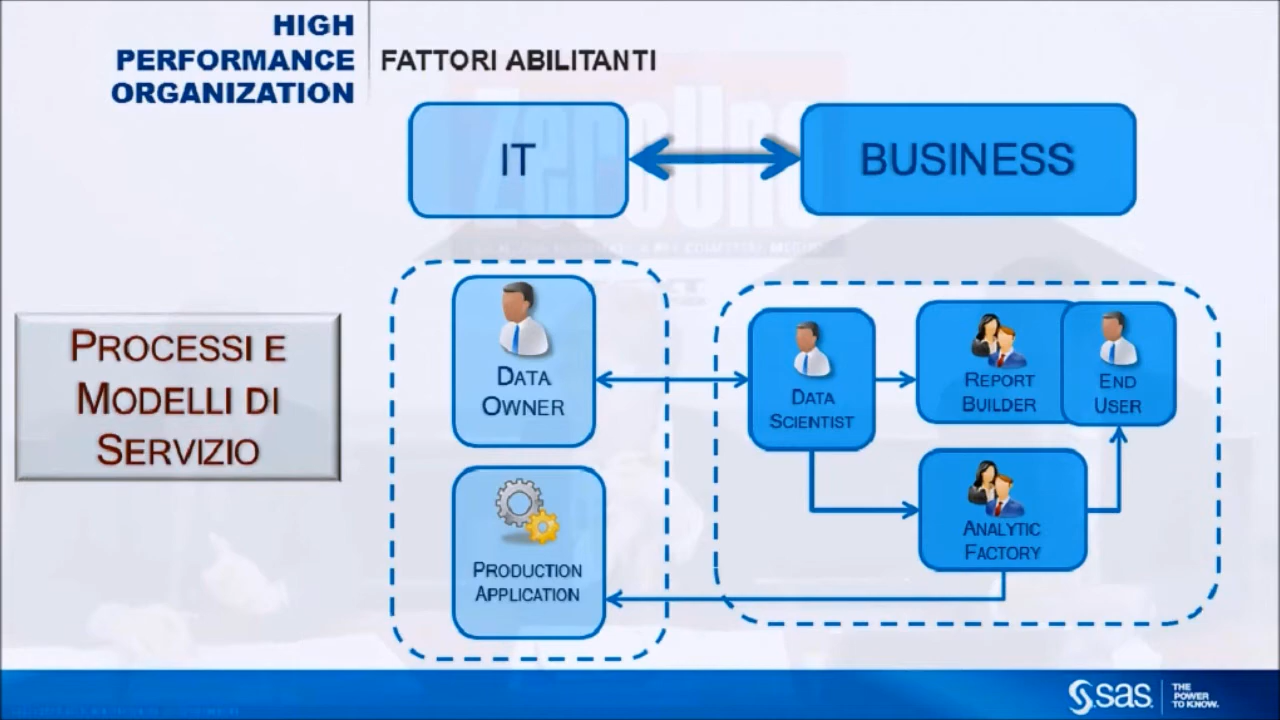 HIGH
PERFORMANCE
ORGANIZATION
FATTORI ABILITANTI
IT
BUSINESS
ZeroUno
PROCESSI E
MODELLI DI
SERVIZIO
DATA
OWNER
PRODUCTION
APPLICATION
DATA
SCIENTIST
REPORT
BUILDER
END
USER
ANALYTIC
FACTORY
sas
THE
POWER
TO KNOW.